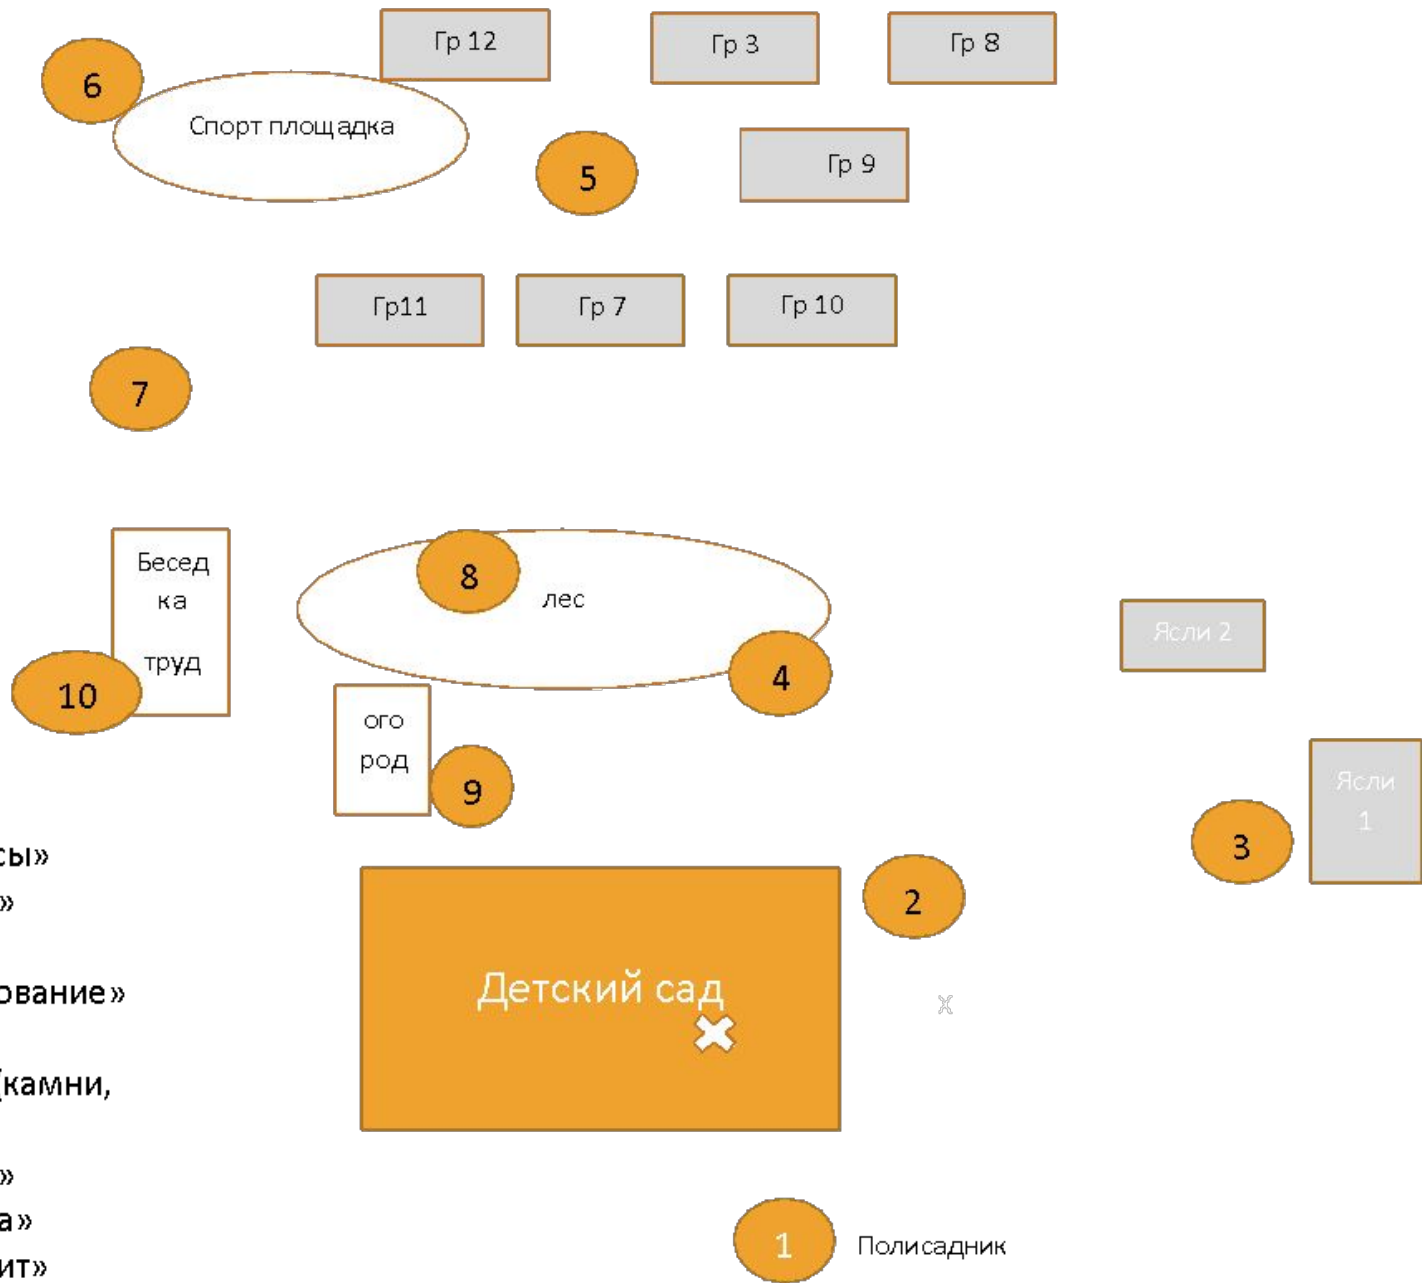 Гр 12
Гр 3
Гр 8
6
Спорт площадка
5
Гр 9
Гр11
Гр 7
Гр 10
7
Бесед
ка
труд
8
лес
Ясли 2
10
4
ого
род
9
Ясли
1
3
сы»
»
2
Детский сад
ование»
х
(камни,
»
а»
ит»
1
Полисадник